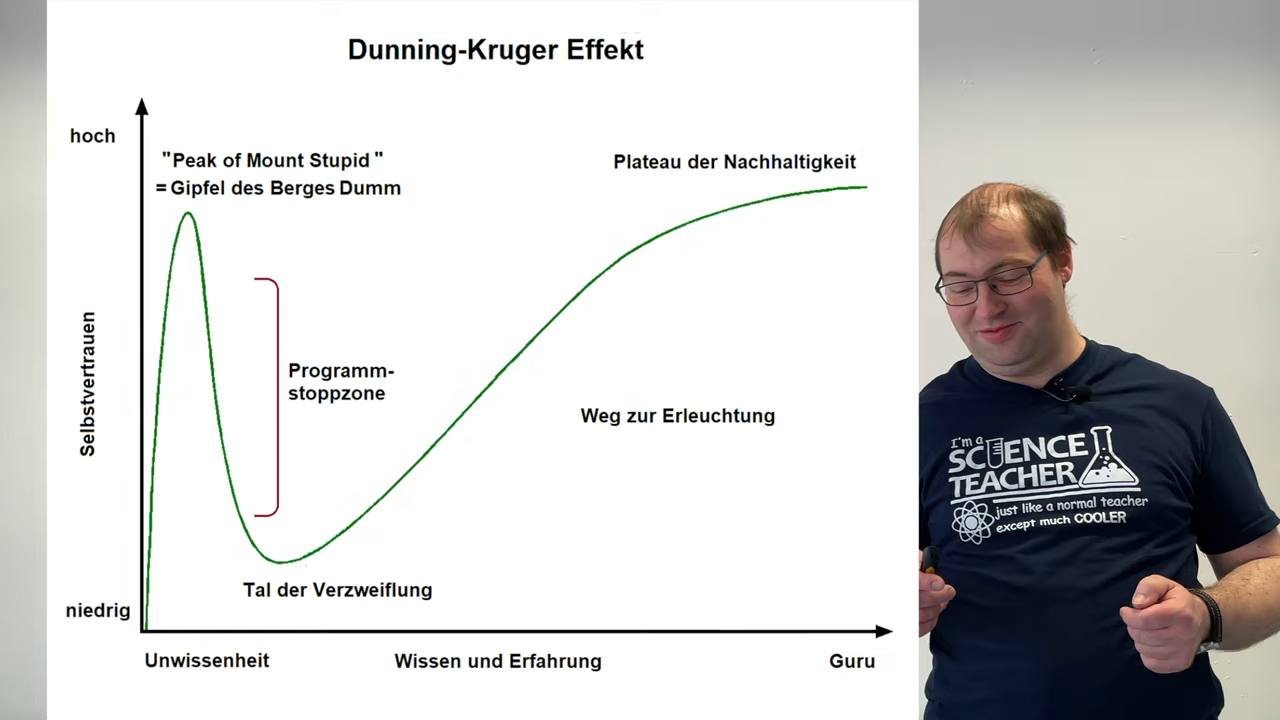 Dunning-Kruger Effekt
hoch
"Peak of Mount Stupid "
= Gipfel des Berges Dumm
Plateau der Nachhaltigkeit
Selbstvertrauen
Programm-
stoppzone
Weg zur Erleuchtung
Tal der Verzweiflung
niedrig
Unwissenheit
Wissen und Erfahrung
Guru
I'm a
SCIENCE
TEACHER
just like a normal teacher
except much COOLER